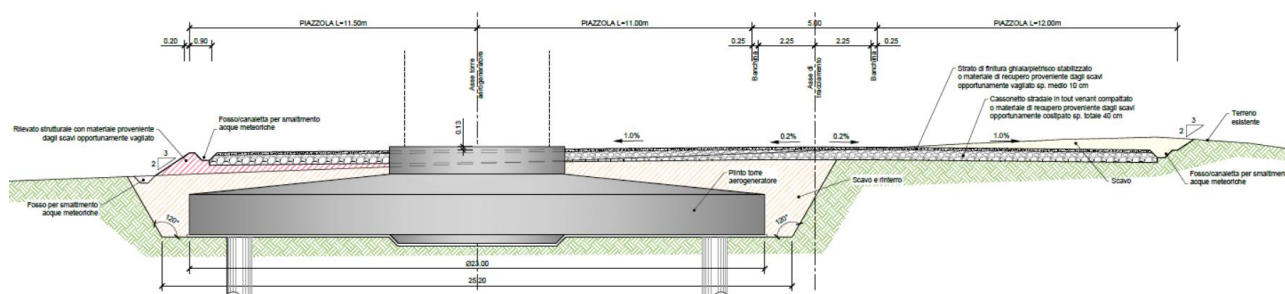 PIAZZOLA L=11.50m
PIAZZOLA L=11.00m
5.00
PIAZZOLA L=12.00m
0.20
0.90
0.25
2.25
2.25
0.25
Asse torre
aerogeneratore
Banchina
Asse di
tracciamento
Banchina
Strato di finitura ghiaia/pietrisco stabilizzato
o materiale di recupero proveniente dagli scavi
opportunamente vagliato sp. medio 10 cm
Cassonetto stradale in tout venant compattato
o materiale di recupero proveniente dagli scavi
opportunamente costipato sp. totale 40 cm
Fosso/canaletta per smaltimento
acque meteoriche
Rilevato strutturale con materiale proveniente
dagli scavi opportunamente vagliato
3
2
0.13
1.0%
0.2%
0.2%
1.0%
3
2
Terreno
esistente
Fosso per smaltimento
acque meteoriche
Plinto torre
aerogeneratore
Scavo e rinterro
Scavo
Fosso/canaletta per smaltimen
acque meteoriche
120°
120°
Ø23.00
25.20